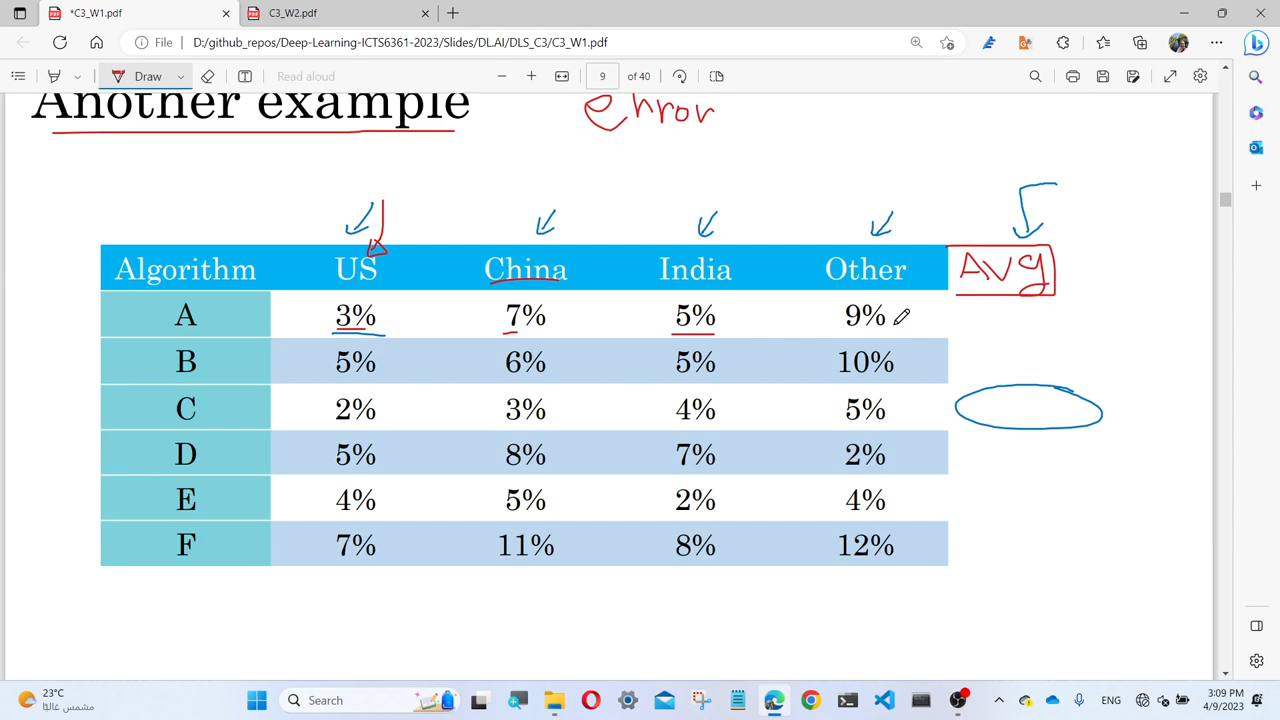 *C3_W1.pdf
C3_W2.pdf
File
D:/github_repos/Deep-Learning-ICTS6361-2023/Slides/DL.AI/DLS_C3/C3_W1.pdf
Draw
Read aloud
9
of 40
Another example
error
Algorithm US China India Other AVg
A 3% 7% 5% 9%
B 5% 6% 5% 10%
C 2% 3% 4% 5%
D 5% 8% 7% 2%
E 4% 5% 2% 4%
F 7% 11% 8% 12%
23°C
مشمس غالبًا
Search
ENG
3:09 PM
4/9/2023